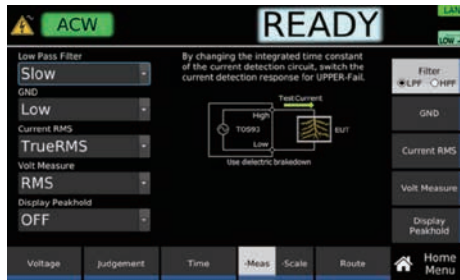 ACW
READY
LAN
LOW
Low Pass Filter
Slow
GND
Low
Current RMS
TrueRMS
Volt Measure
RMS
Display Peakhold
OFF
By changing the integrated time constant
of the current detection circuit, switch the
current detection response for UPPER-Fail.
TestCurrent
High
TOS93
EUT
Low
Use dielectric brakedown
Filter
LPF HPF
GND
Current RMS
Volt Measure
Display
Peakhold
Voltage
Judgement
Time
-Meas
-Scale
Route
Home
Menu